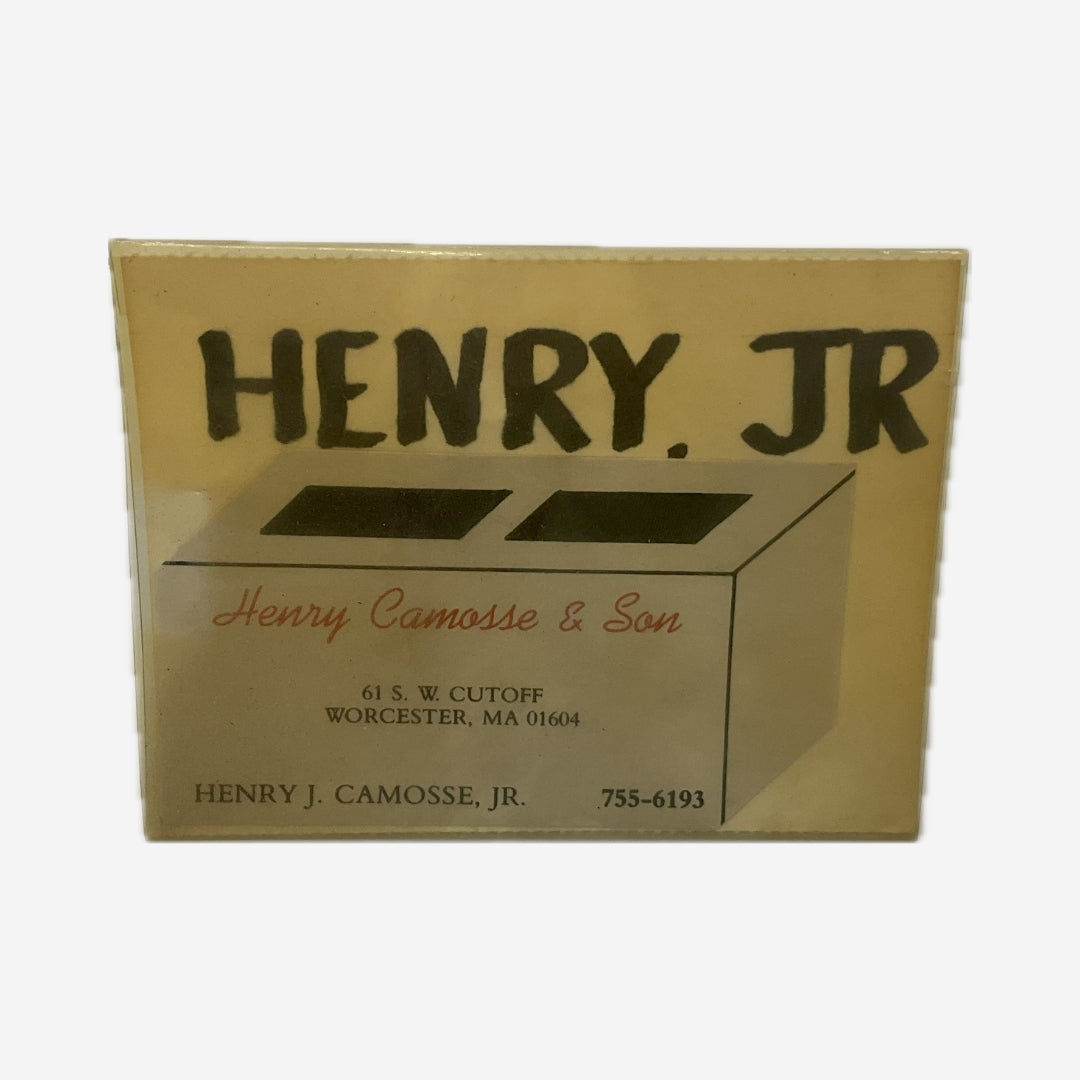 HENRY, JR
Henry Camosse & Son
61 S. W. CUTOFF
WORCESTER, MA 01604
HENRY J. CAMOSSE, JR. 755-6193